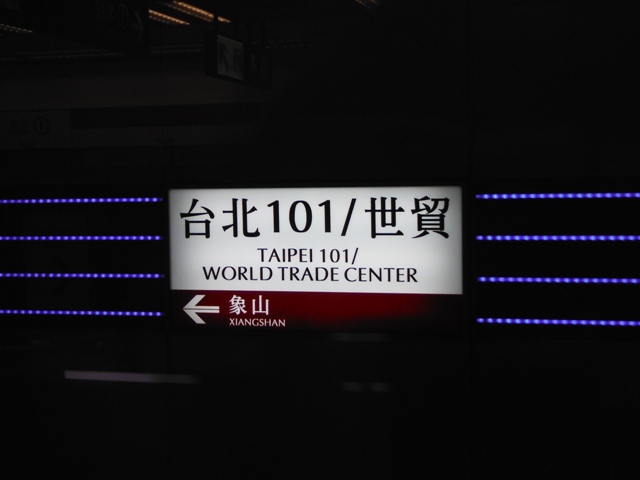 台北101/世貿
TAIPEI 101/
WORLD TRADE CENTER
象山
XIANGSHAN